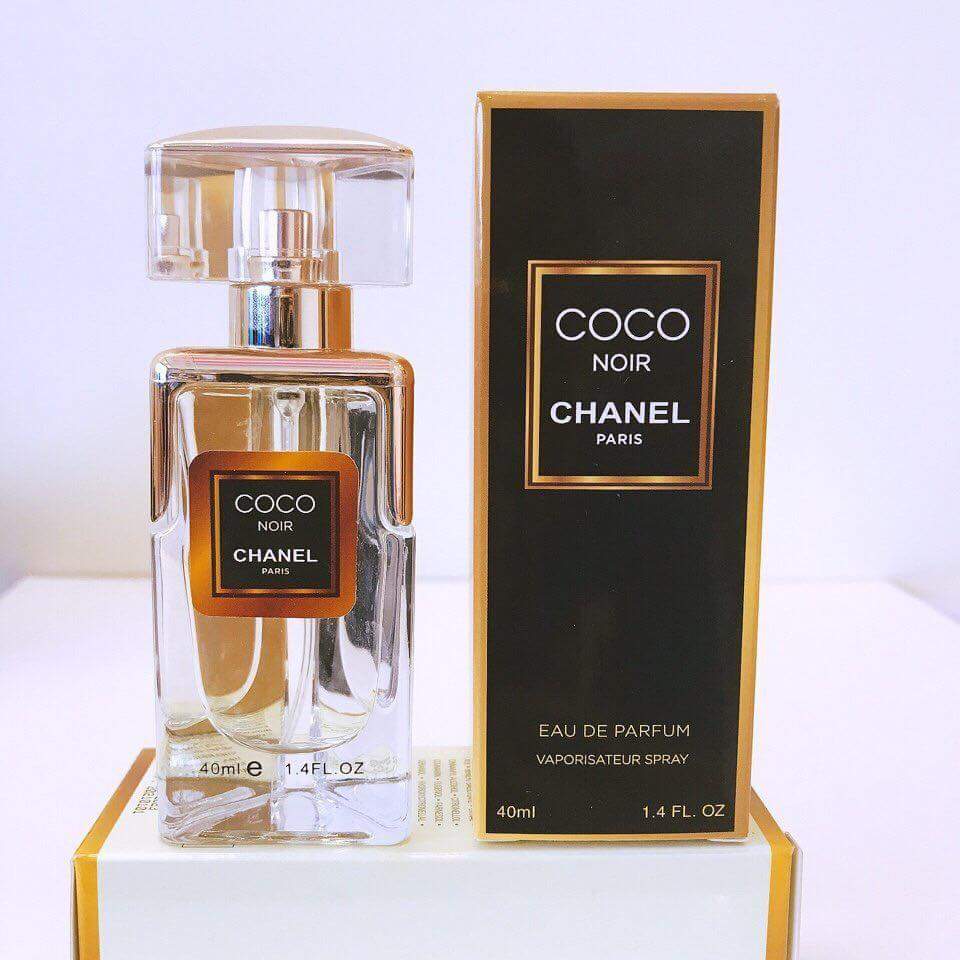 COCO
NOIR
CHANEL
PARIS
40ml e 1.4FL.OZ
COCO
NOIR
CHANEL
PARIS
EAU DE PARFUM
VAPORISATEUR SPRAY
40ml 1.4 FL. OZ